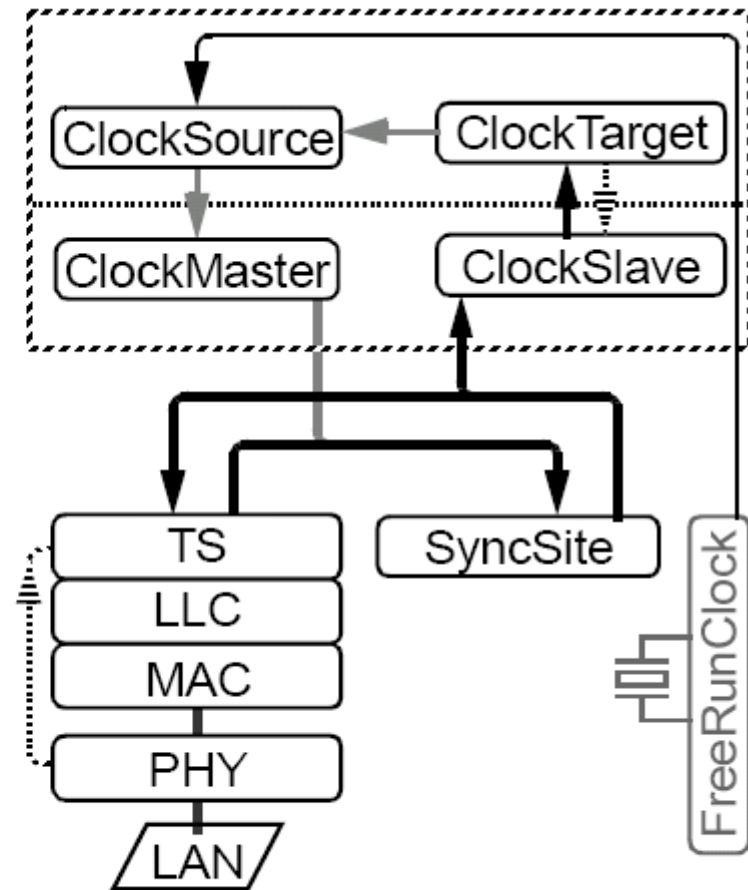 ClockSource
ClockTarget
ClockMaster
ClockSlave
TS
SyncSite
LLC
MAC
PHY
LAN
FreeRunClock